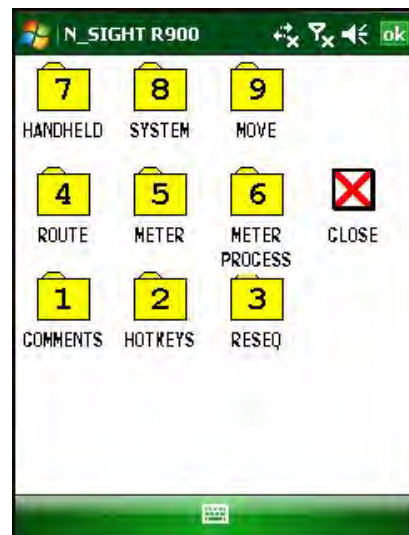 N_SIGHT R900 ok
7 8 9
HANDHELD SYSTEM MOVE
4 5 6
ROUTE METER METER PROCESS CLOSE
1 2 3
COMMENTS HOTKEYS RESEQ